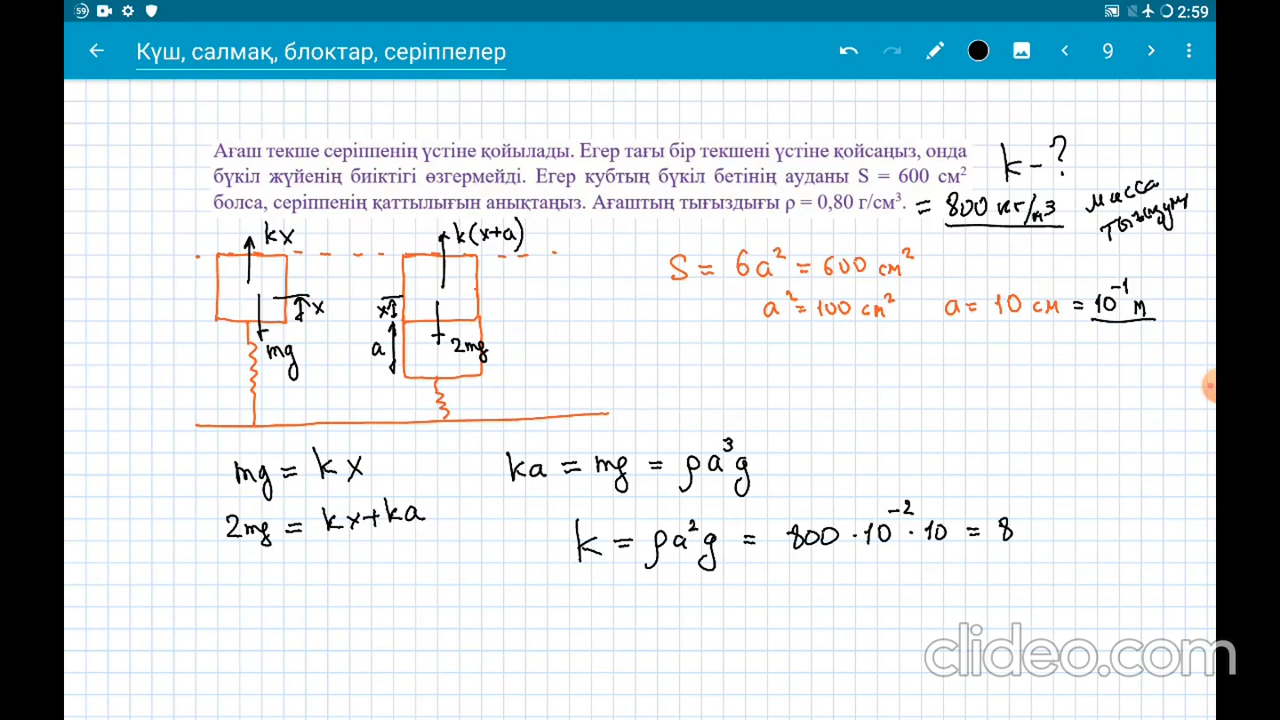 59
2:59
Күш, салмақ, блоктар, серіппелер
9
Ағаш текше серіппенің үстіне қойылады. Егер тағы бір текшені үстіне қойсаңыз, онда
бүкіл жүйенің биіктігі өзгермейді. Егер кубтың бүкіл бетінің ауданы S = 600 см²
болса, серіппенің қаттылығын анықтаңыз. Ағаштың тығыздығы ρ = 0,80 г/см³.
= 800 кг/м3
k - ?
масса
тығыздығы
kx
k(x+a)
x
mg
x
a
2mg
S = 6a² = 600 см²
a² = 100 см²
a = 10 см = 10⁻¹ м
mg = kx
2mg = kx+ka
ka = mg = ρa³g
k = ρa²g = 800 · 10⁻² · 10 = 8
clideo.com